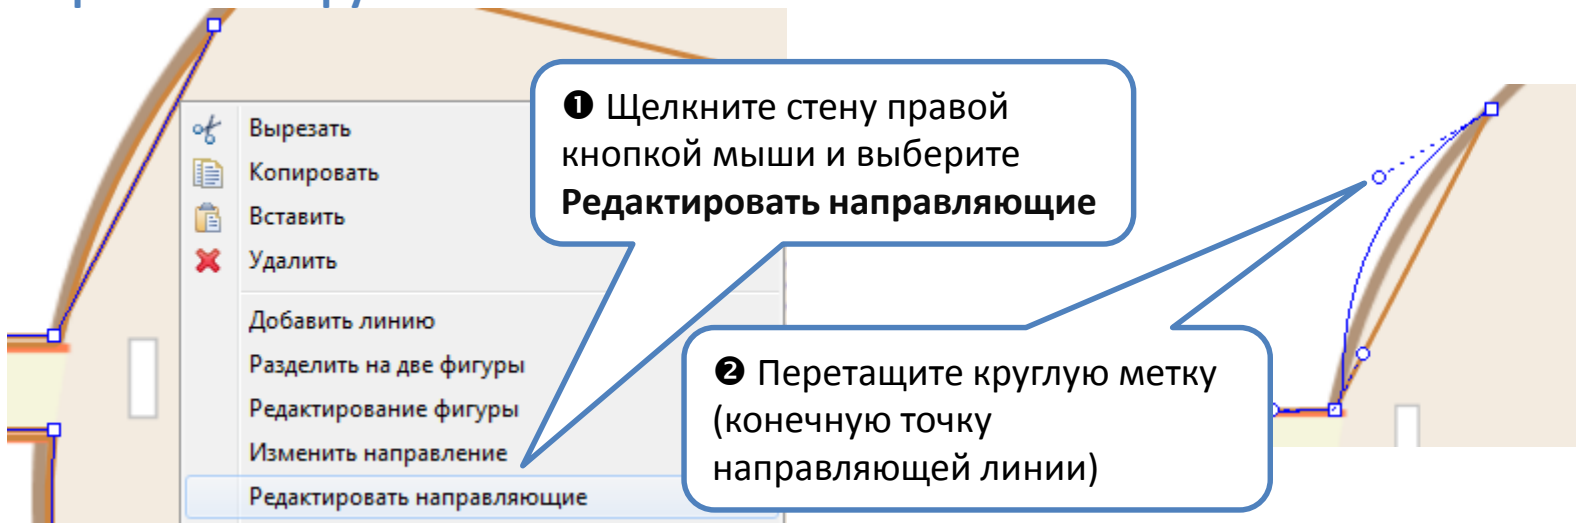 Вырезать
Копировать
Вставить
Удалить
Добавить линию
Разделить на две фигуры
Редактирование фигуры
Изменить направление
Редактировать направляющие
❶ Щелкните стену правой
кнопкой мыши и выберите
Редактировать направляющие
❷ Перетащите круглую метку
(конечную точку
направляющей линии)